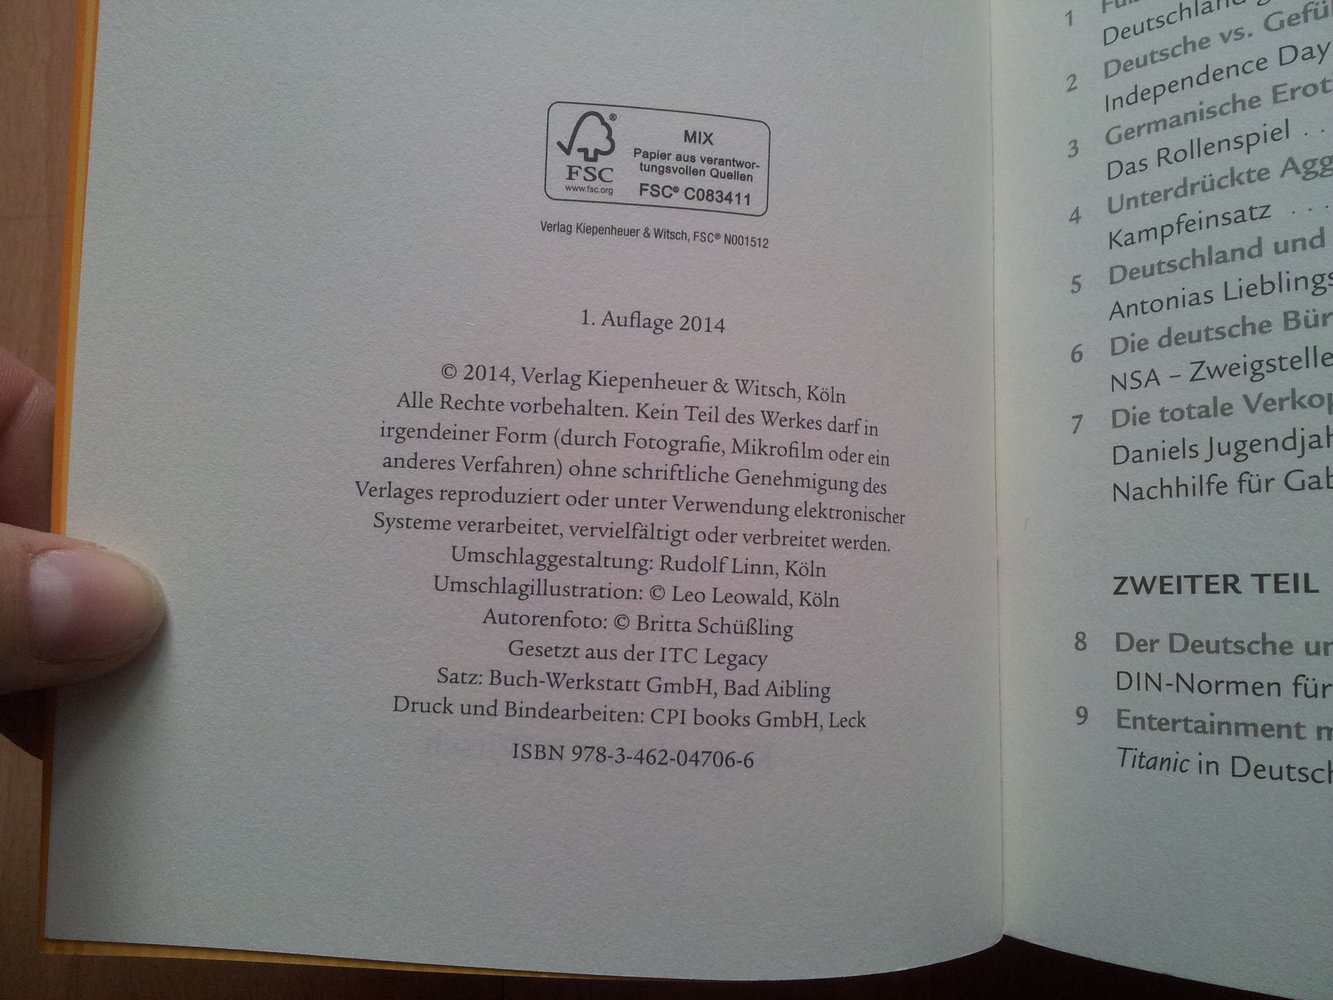 FSC®
www.fsc.org
MIX
Papier aus verantwor-
tungsvollen Quellen
FSC® C083411
Verlag Kiepenheuer & Witsch, FSC® N001512
1. Auflage 2014
© 2014, Verlag Kiepenheuer & Witsch, Köln
Alle Rechte vorbehalten. Kein Teil des Werkes darf in
irgendeiner Form (durch Fotografie, Mikrofilm oder ein
anderes Verfahren) ohne schriftliche Genehmigung des
Verlages reproduziert oder unter Verwendung elektronischer
Systeme verarbeitet, vervielfältigt oder verbreitet werden.
Umschlaggestaltung: Rudolf Linn, Köln
Umschlagillustration: © Leo Leowald, Köln
Autorenfoto: © Britta Schüßling
Gesetzt aus der ITC Legacy
Satz: Buch-Werkstatt GmbH, Bad Aibling
Druck und Bindearbeiten: CPI books GmbH, Leck
ISBN 978-3-462-04706-6
1
Deutschland
2 Deutsche vs. Gefü
Independence Day
3 Germanische Erot
Das Rollenspiel . .
4 Unterdrückte Agg
Kampfeinsatz . . .
5 Deutschland und
Antonias Lieblings
6 Die deutsche Bür
NSA – Zweigstelle
7 Die totale Verkop
Daniels Jugendjah
Nachhilfe für Gab
ZWEITER TEIL
8 Der Deutsche un
DIN-Normen für
9 Entertainment m
Titanic in Deutsch